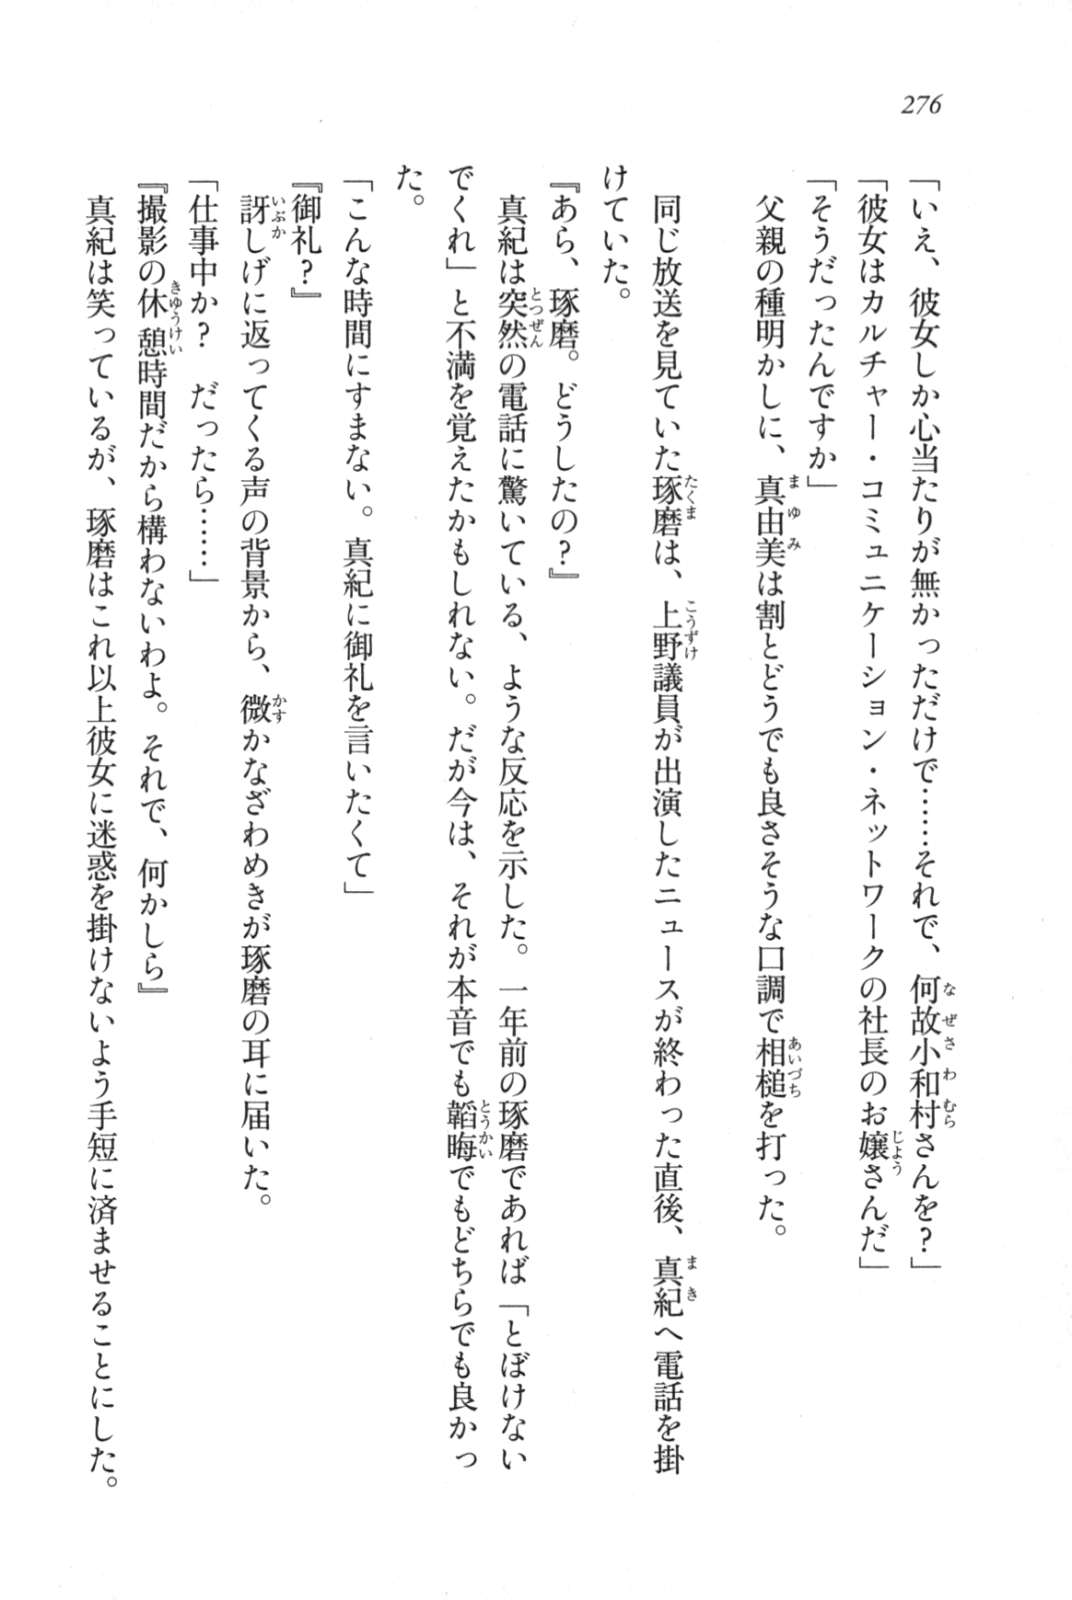 276
「いえ、彼女しか心当たりが無かっただけで……それで、何故小和村さんを？」
「彼女はカルチャー・コミュニケーション・ネットワークの社長のお嬢さんだ」
「そうだったんですか」
父親の種明かしに、真由美は割とどうでも良さそうな口調で相槌を打った。
同じ放送を見ていた琢磨は、上野議員が出演したニュースが終わった直後、真紀へ電話を掛
けていた。
『あら、琢磨。どうしたの？』
真紀は突然の電話に驚いている、ような反応を示した。一年前の琢磨であれば「とぼけない
でくれ」と不満を覚えたかもしれない。だが今は、それが本音でも韜晦でもどちらでも良かっ
た。
「こんな時間にすまない。真紀に御礼を言いたくて」
『御礼？』
訝しげに返ってくる声の背景から、微かなざわめきが琢磨の耳に届いた。
「仕事中か？　だったら……」
『撮影の休憩時間だから構わないわよ。それで、何かしら』
真紀は笑っているが、琢磨はこれ以上彼女に迷惑を掛けないよう手短に済ませることにした。